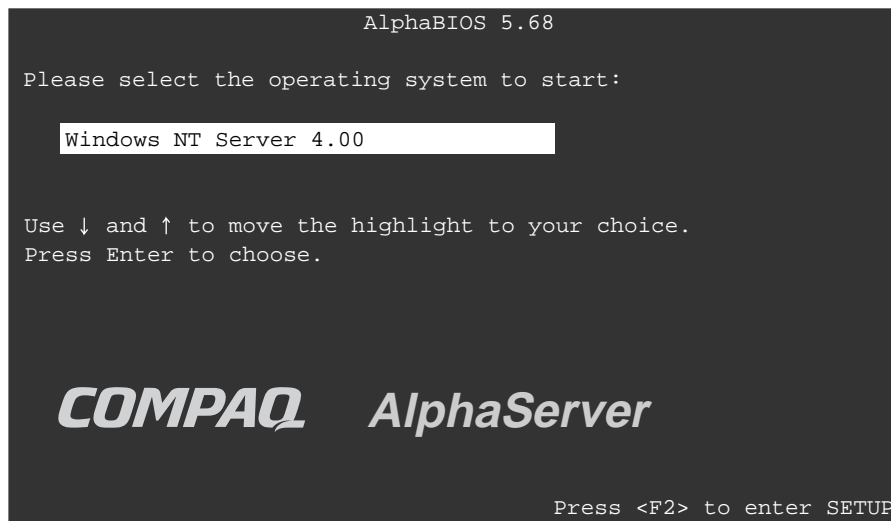 AlphaBIOS 5.68
Please select the operating system to start:
Windows NT Server 4.00
Use ↓ and ↑ to move the highlight to your choice.
Press Enter to choose.
COMPAQ AlphaServer
Press <F2> to enter SETUP